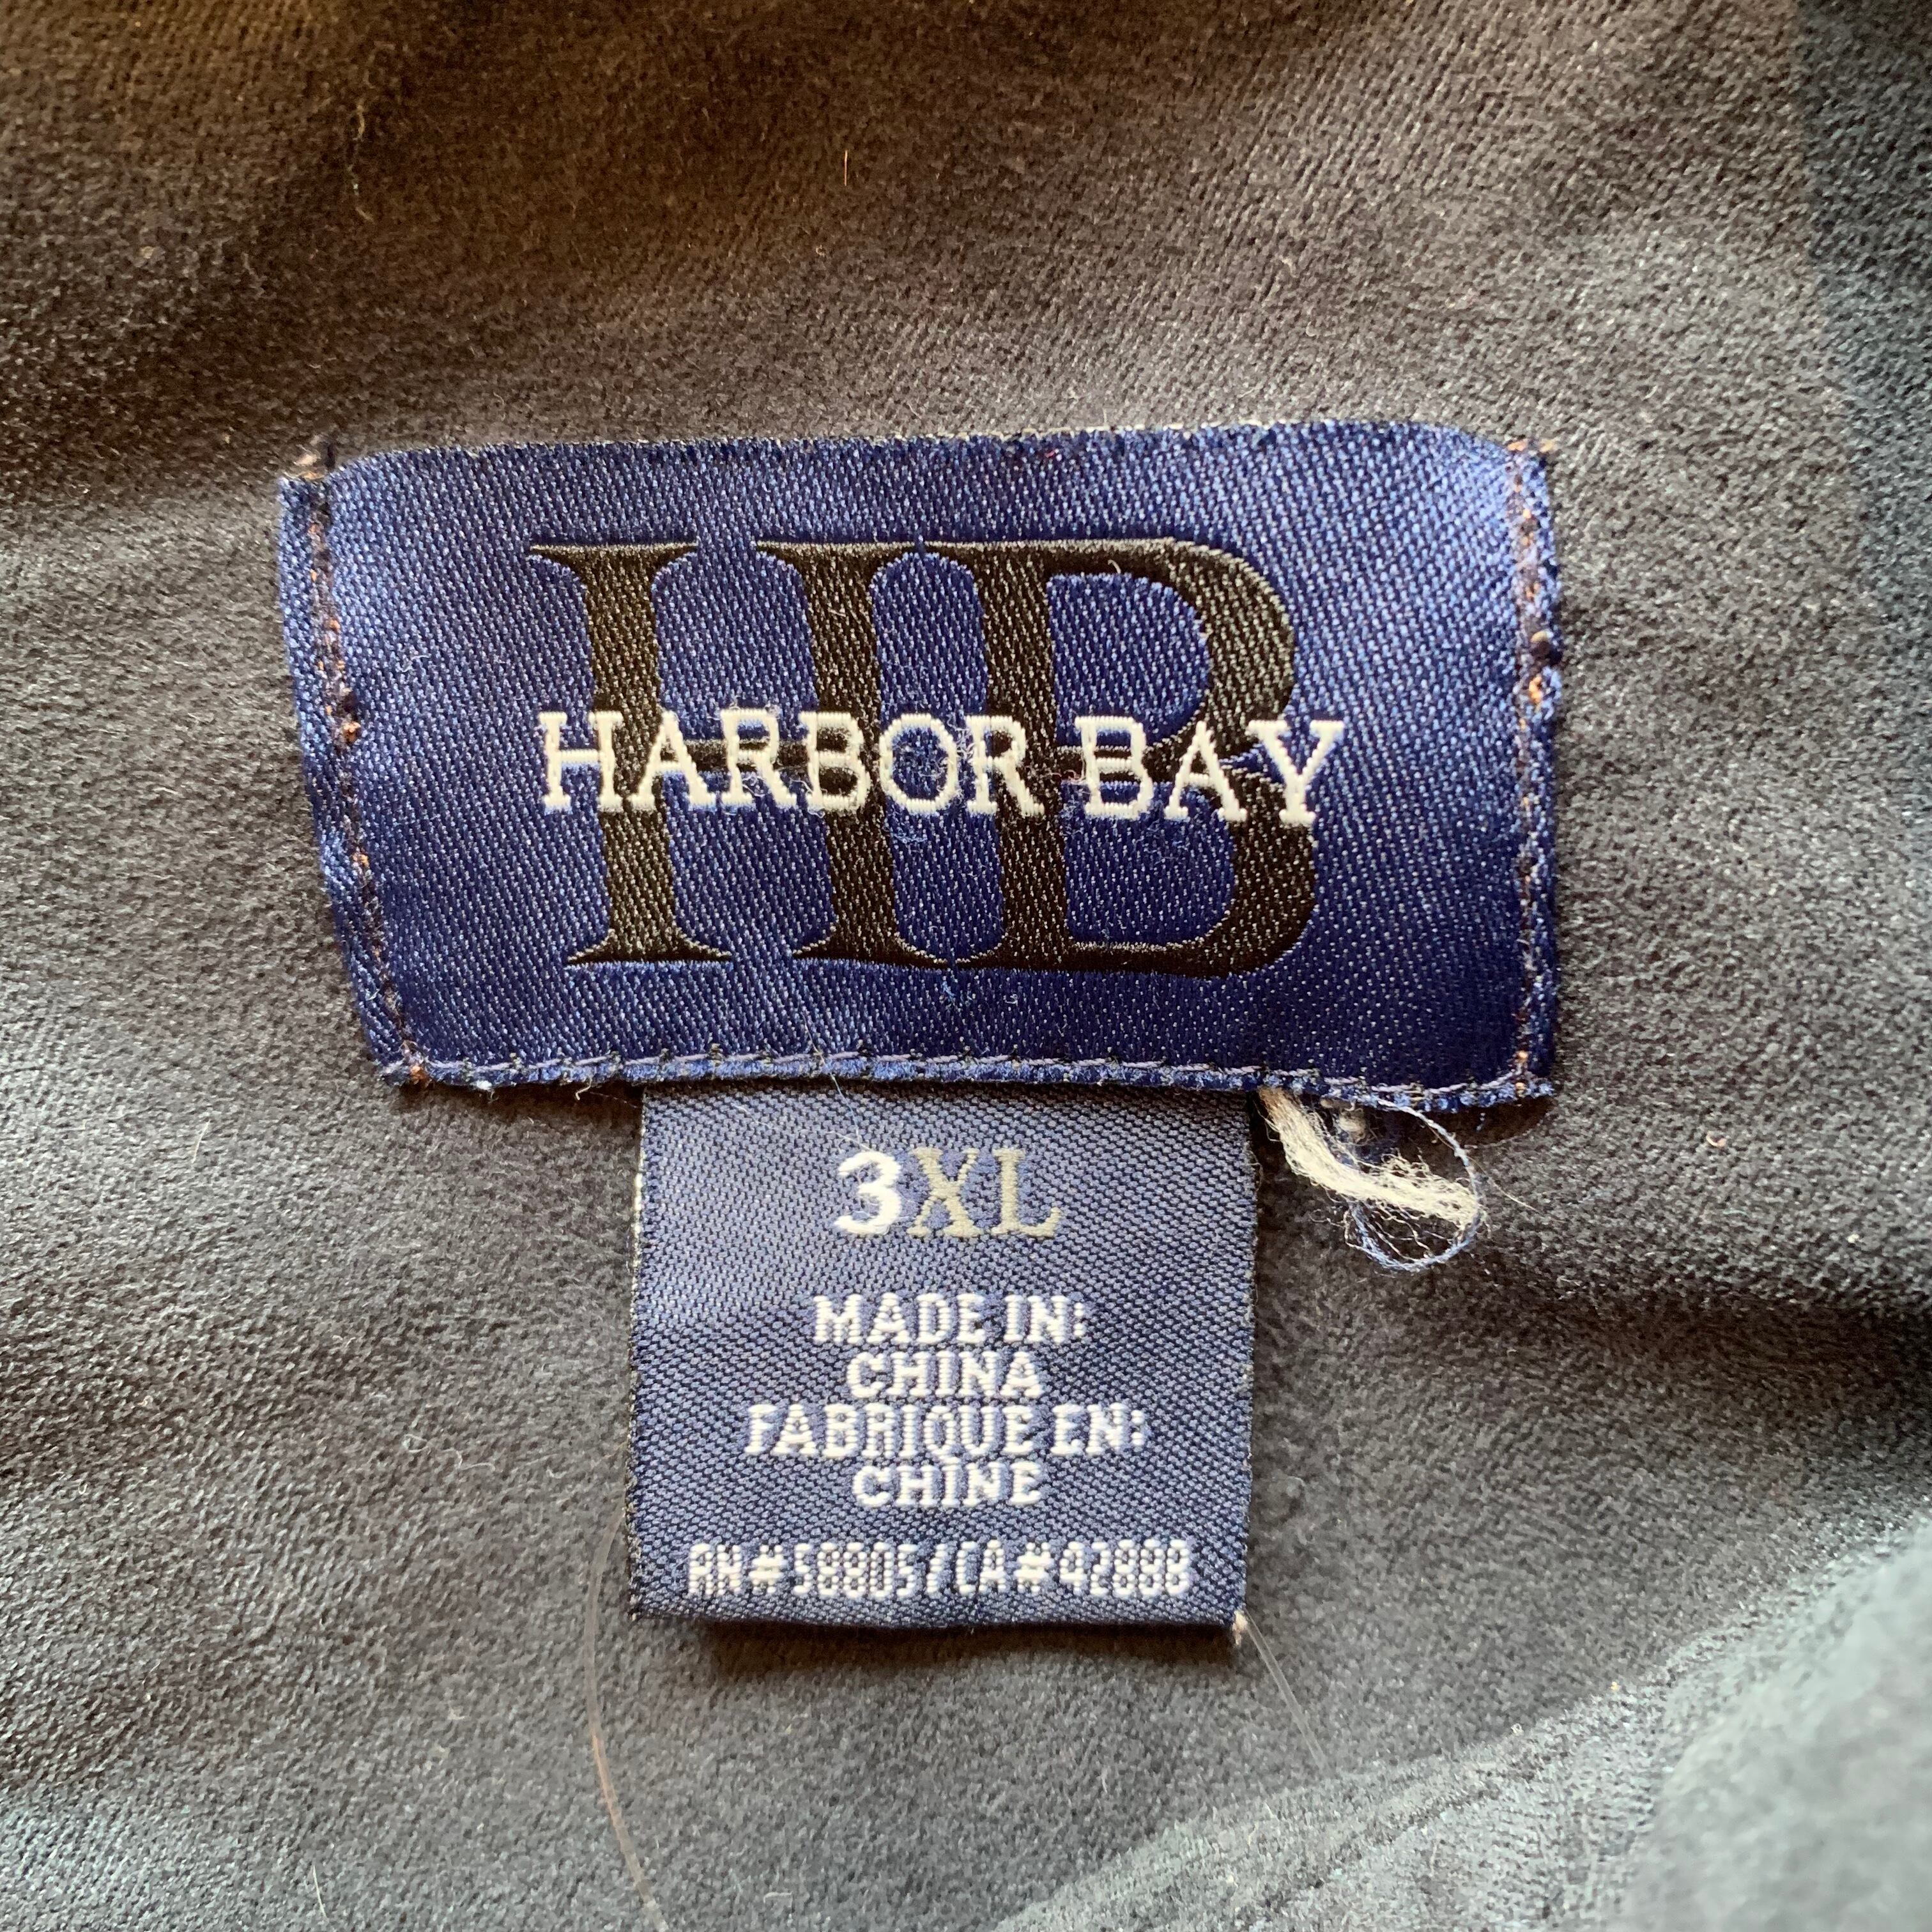 HB
HARBOR BAY
3XL
MADE IN:
CHINA
FABRIQUE EN:
CHINE
RN#58805/CA#42888